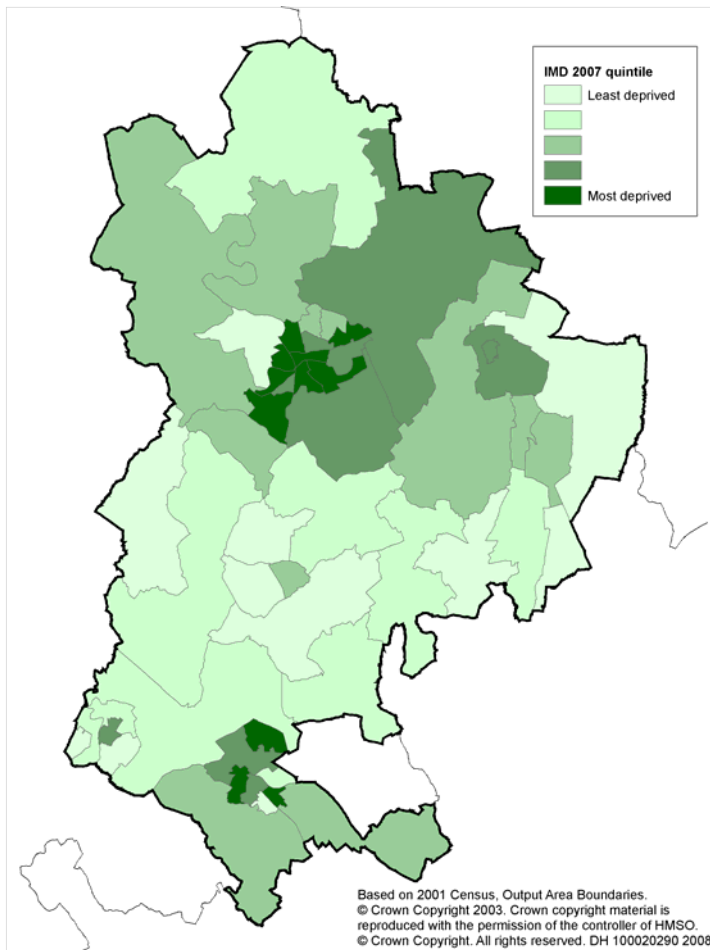 IMD 2007 quintile
Least deprived
Most deprived
Based on 2001 Census, Output Area Boundaries.
© Crown Copyright 2003. Crown copyright material is
reproduced with the permission of the controller of HMSO.
© Crown Copyright. All rights reserved. DH 100020290 2008